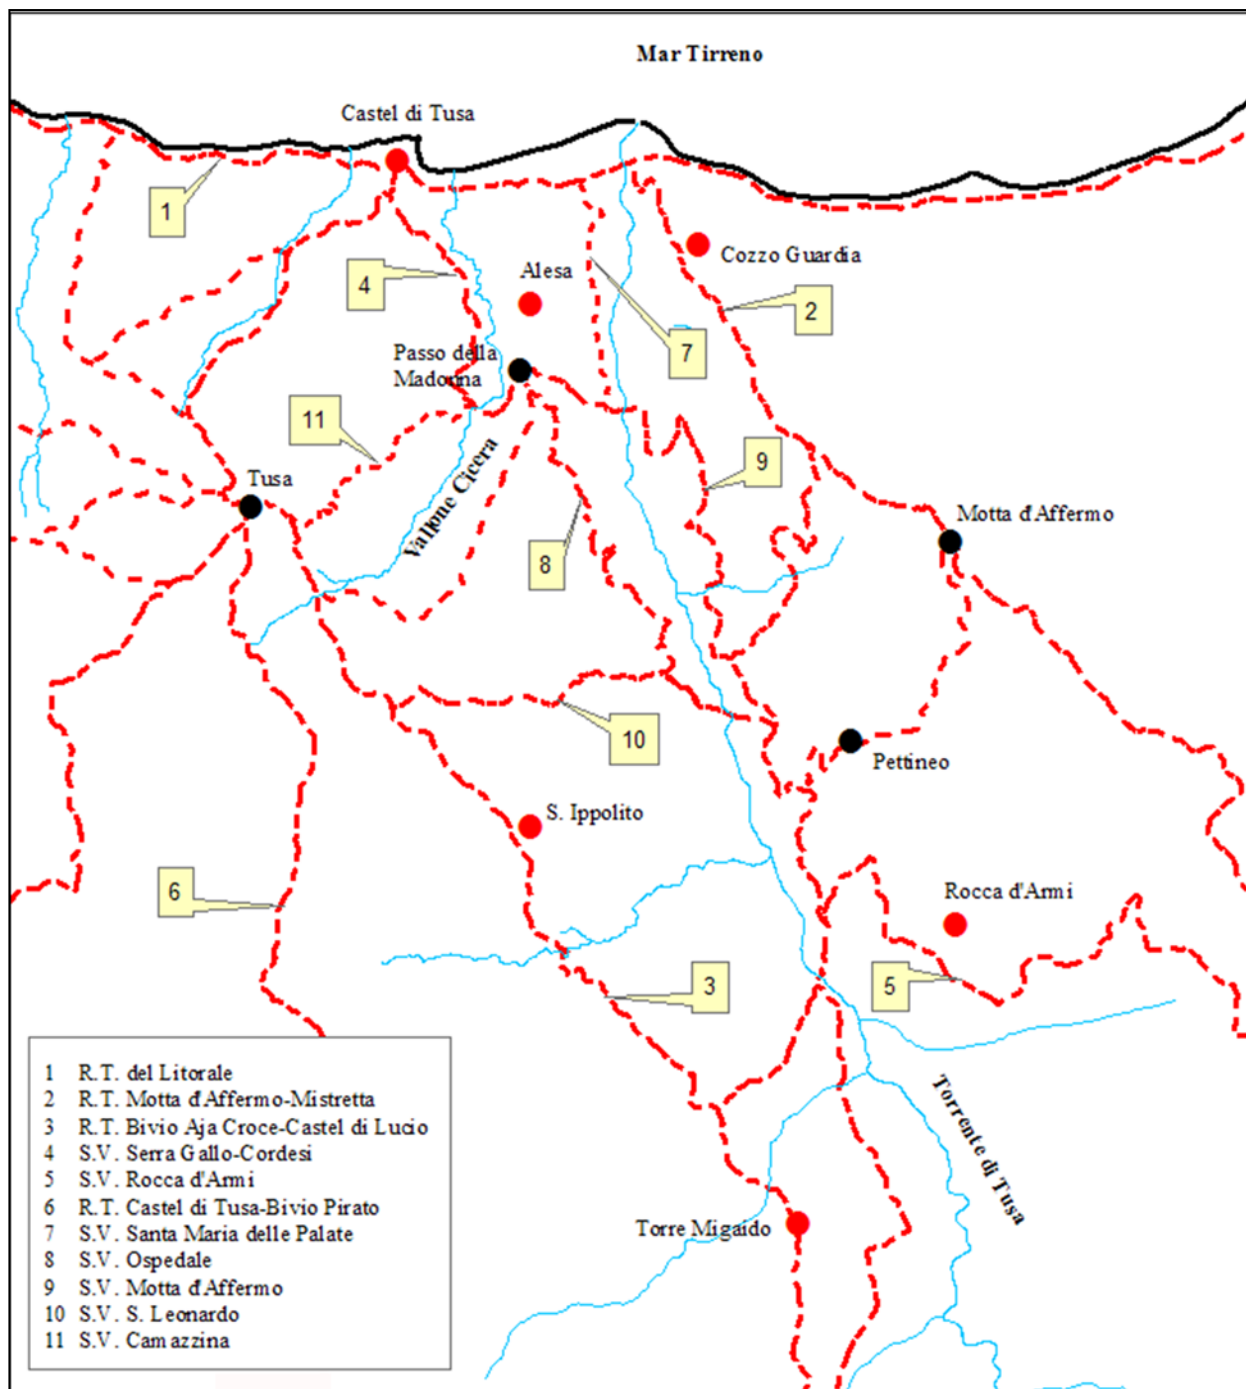 Mar Tirreno
Castel di Tusa
1
Cozzo Guardia
4
Alesa
2
7
Passo della
Madonna
11
9
Vallone Cicera
Tusa
Motta d'Affermo
8
10
Pettineo
S. Ippolito
6
Rocca d'Armi
3
5
Torrente di Tusa
Torre Migaido
1 R.T. del Litorale
2 R.T. Motta d'Affermo-Mistretta
3 R.T. Bivio Aja Croce-Castel di Lucio
4 S.V. Serra Gallo-Cordesi
5 S.V. Rocca d'Armi
6 R.T. Castel di Tusa-Bivio Pirato
7 S.V. Santa Maria delle Palate
8 S.V. Ospedale
9 S.V. Motta d'Affermo
10 S.V. S. Leonardo
11 S.V. Camazzina